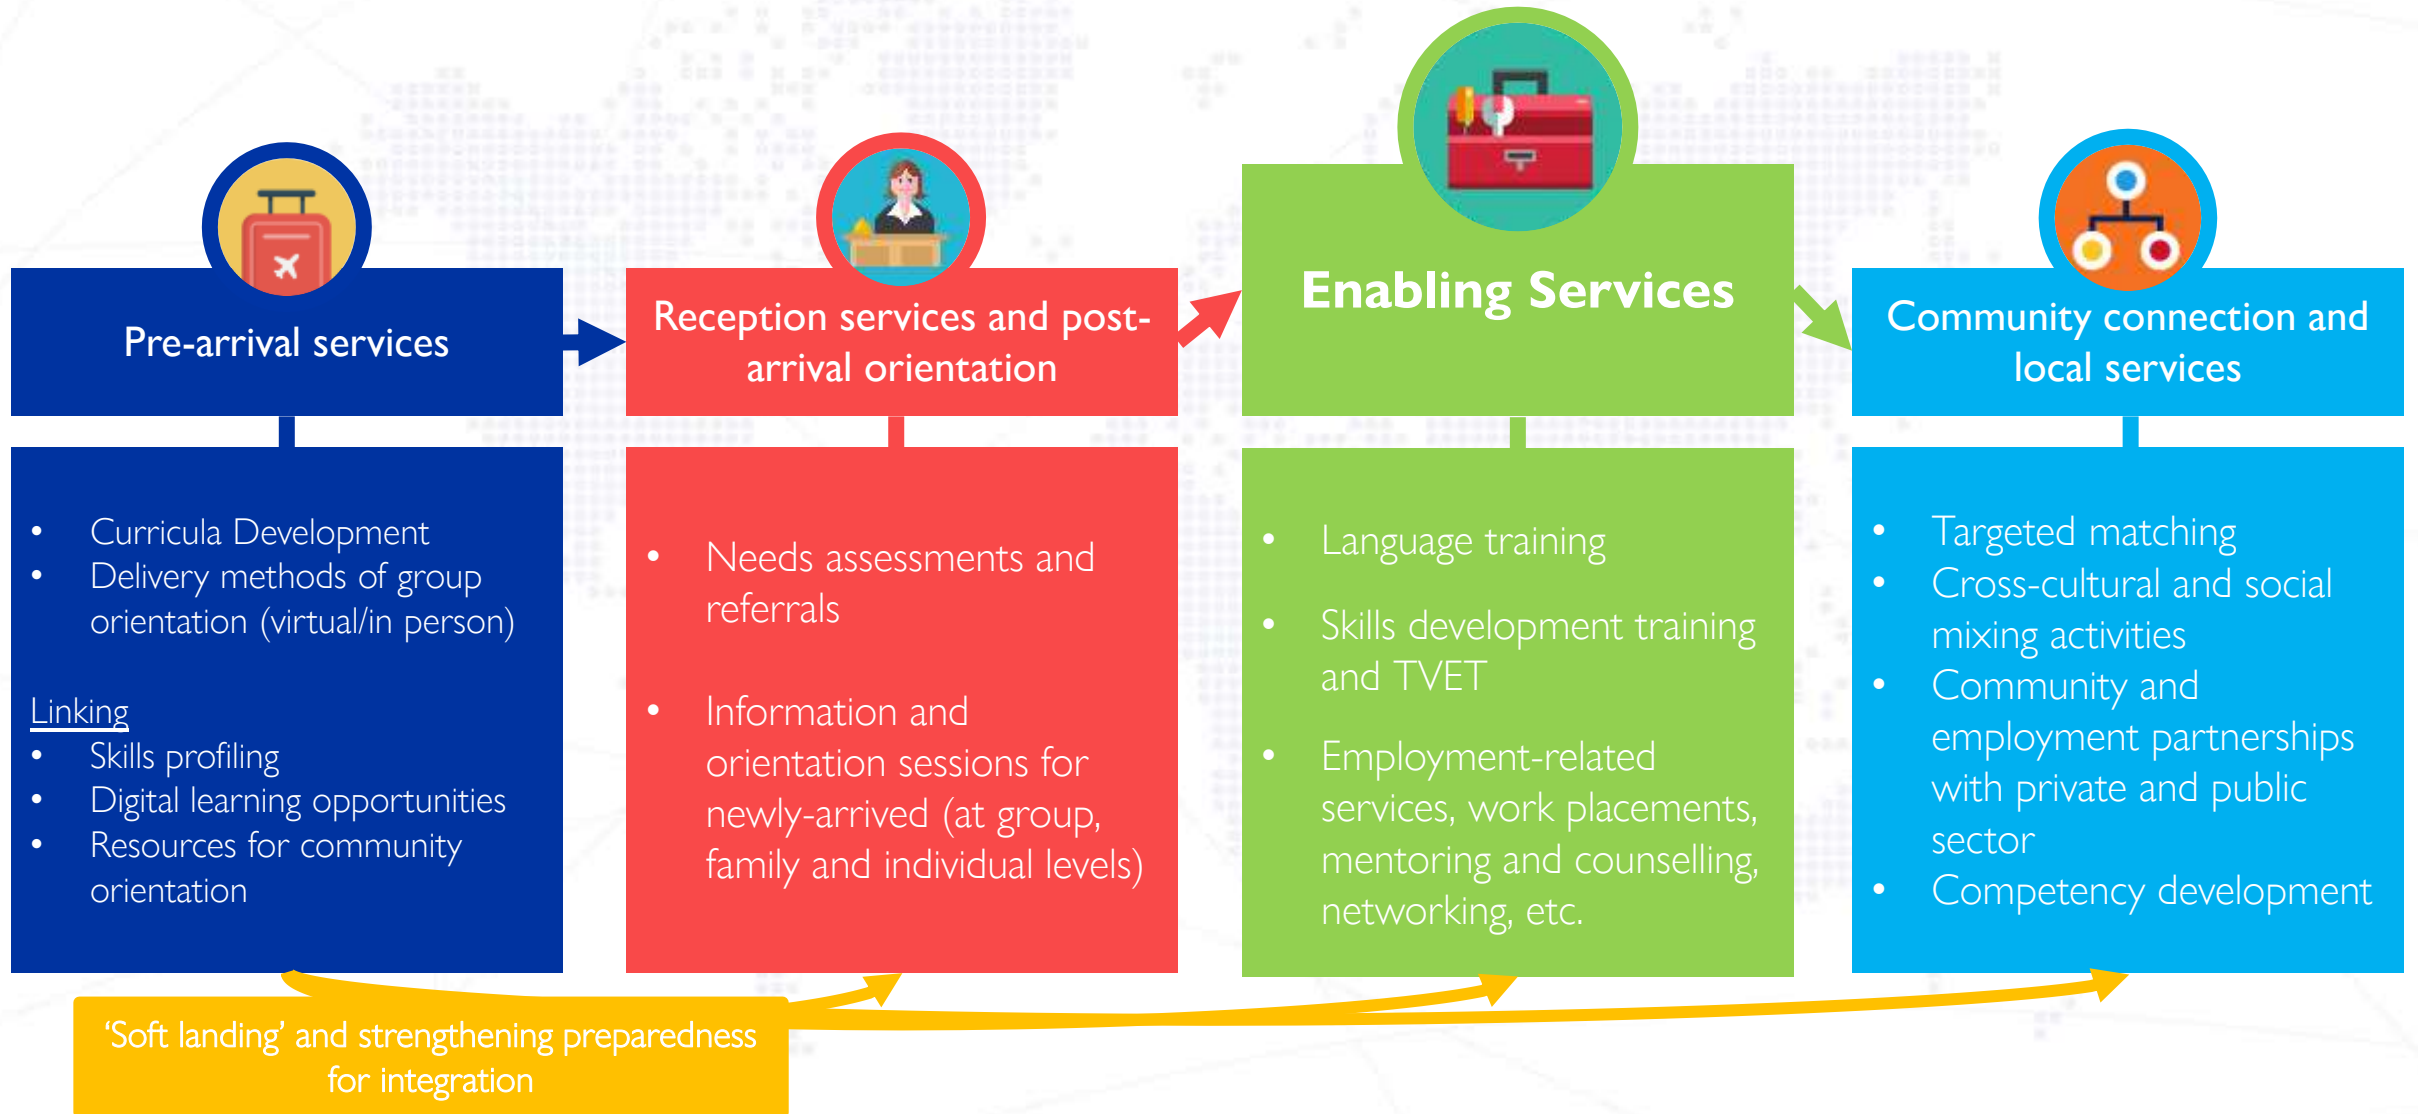 Pre-arrival services
• Curricula Development
• Delivery methods of group
orientation (virtual/in person)
Linking
• Skills profiling
• Digital learning opportunities
• Resources for community
orientation
Reception services and post-
arrival orientation
• Needs assessments and
referrals
• Information and
orientation sessions for
newly-arrived (at group,
family and individual levels)
Enabling Services
• Language training
• Skills development training
and TVET
• Employment-related
services, work placements,
mentoring and counselling,
networking, etc.
Community connection and
local services
• Targeted matching
• Cross-cultural and social
mixing activities
• Community and
employment partnerships
with private and public
sector
• Competency development
‘Soft landing’ and strengthening preparedness
for integration